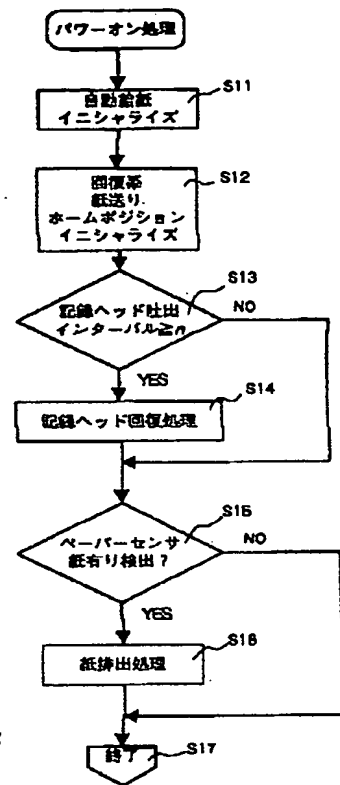 パワーオン処理
S11
自動給紙
イニシャライズ
S12
回復系
紙送り.
ホームポジション
イニシャライズ
S13
記録ヘッド吐出
インターバル≧n
NO
YES
S14
記録ヘッド回復処理
S15
ペーパーセンサ
紙有り検出?
NO
YES
S16
紙排出処理
S17
終了